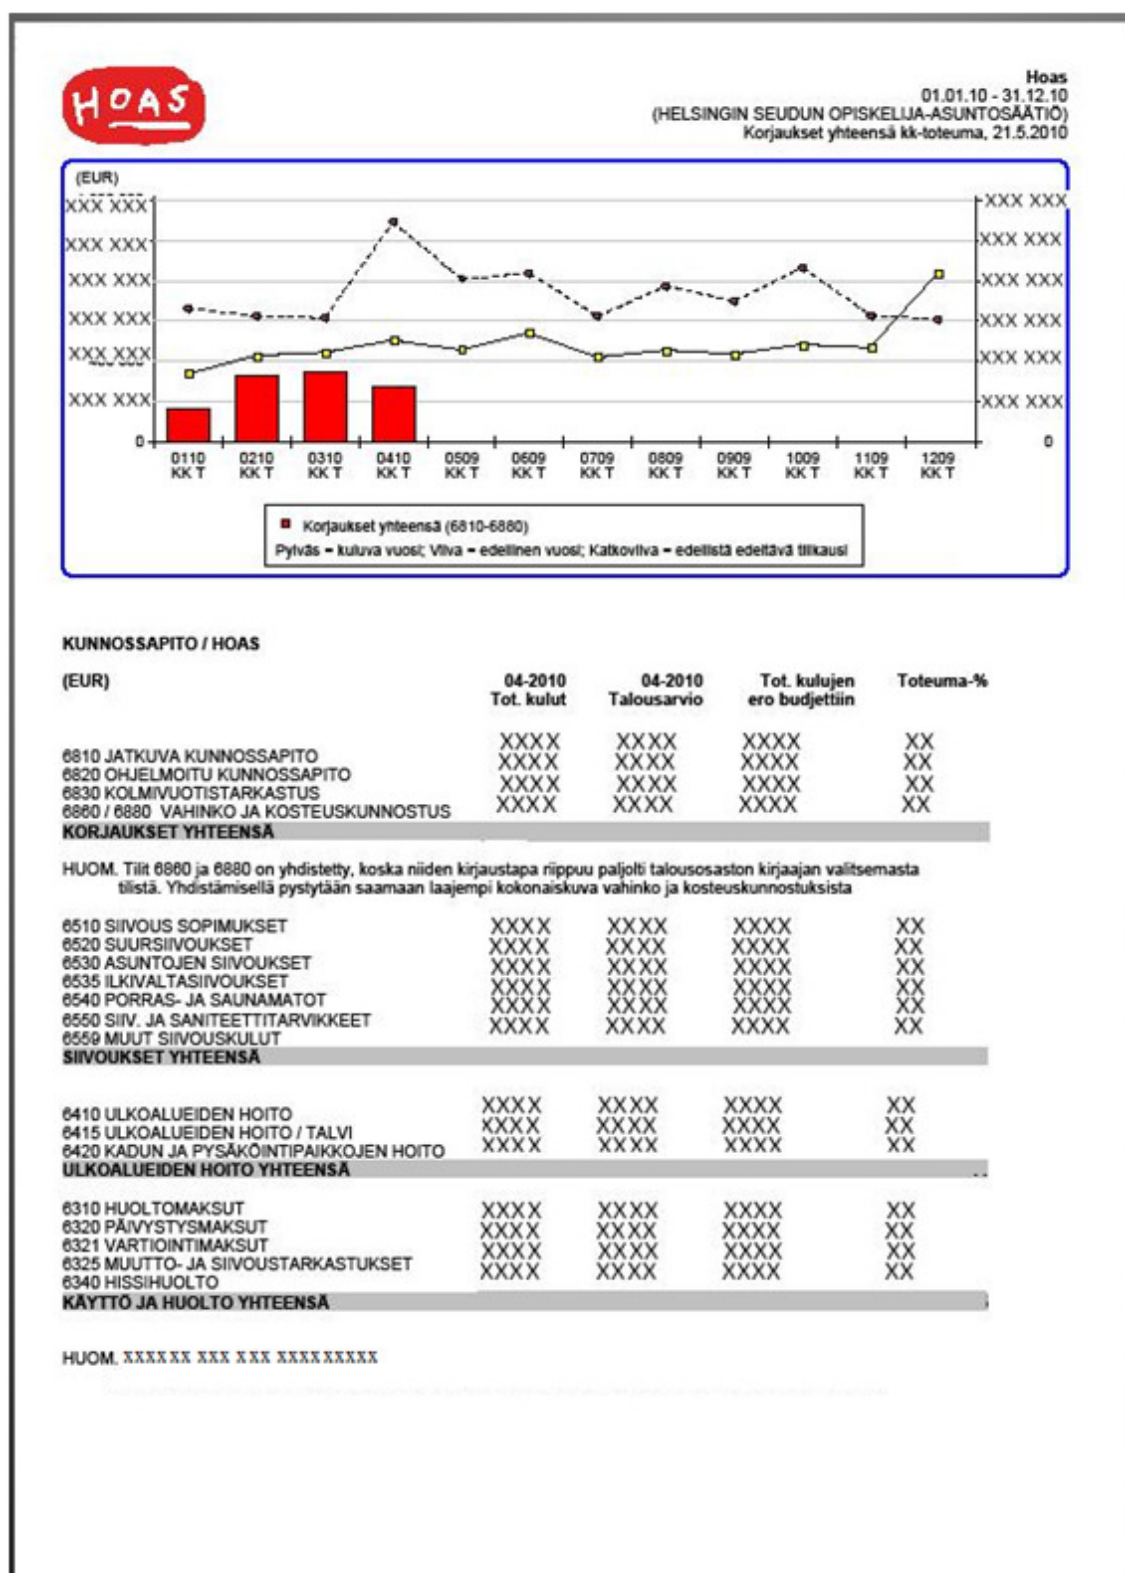 HOAS
Hoas
01.01.10 - 31.12.10
(HELSINGIN SEUDUN OPISKELIJA-ASUNTOSÄÄTIÖ)
Korjaukset yhteensä kk-toteuma, 21.5.2010
(EUR)
XXX XXX XXX XXX
XXX XXX XXX XXX
XXX XXX XXX XXX
XXX XXX XXX XXX
XXX XXX XXX XXX
XXX XXX XXX XXX
0 0
0110 0210 0310 0410 0509 0609 0709 0809 0909 1009 1109 1209
KK T KK T KK T KK T KK T KK T KK T KK T KK T KK T KK T KK T
Korjaukset yhteensä (6810-6880)
Pylväs = kuluva vuosi; Viiva = edellinen vuosi; Katkoviiva = edellistä edeltävä tilikausi
KUNNOSSAPITO / HOAS
(EUR) 04-2010 04-2010 Tot. kulujen Toteuma-%
Tot. kulut Talousarvio ero budjettiin
XXXX XXXX XXXX XX
6810 JATKUVA KUNNOSSAPITO XXXX XXXX XXXX XX
6820 OHJELMOITU KUNNOSSAPITO XXXX XXXX XXXX XX
6830 KOLMIVUOTISTARKASTUS XXXX XXXX XXXX XX
6860 / 6880 VAHINKO JA KOSTEUSKUNNOSTUS
KORJAUKSET YHTEENSÄ
HUOM. Tilit 6860 ja 6880 on yhdistetty, koska niiden kirjaustapa riippuu paljolti talousosaston kirjaajan valitsemasta
tilistä. Yhdistämisellä pystytään saamaan laajempi kokonaiskuva vahinko ja kosteuskunnostuksista
6510 SIIVOUS SOPIMUKSET XXXX XXXX XXXX XX
6520 SUURSIIVOUKSET XXXX XXXX XXXX XX
6530 ASUNTOJEN SIIVOUKSET XXXX XXXX XXXX XX
6535 ILKIVALTASIIVOUKSET XXXX XXXX XXXX XX
6540 PORRAS- JA SAUNAMATOT XXXX XXXX XXXX XX
6550 SIIV. JA SANITEETTITARVIKKEET XXXX XXXX XXXX XX
6559 MUUT SIIVOUSKULUT
SIIVOUKSET YHTEENSÄ
6410 ULKOALUEIDEN HOITO XXXX XXXX XXXX XX
6415 ULKOALUEIDEN HOITO / TALVI XXXX XXXX XXXX XX
6420 KADUN JA PYSÄKÖINTIPAIKKOJEN HOITO XXXX XXXX XXXX XX
ULKOALUEIDEN HOITO YHTEENSÄ
6310 HUOLTOMAKSUT XXXX XXXX XXXX XX
6320 PÄIVYSTYSMAKSUT XXXX XXXX XXXX XX
6321 VARTIOINTIMAKSUT XXXX XXXX XXXX XX
6325 MUUTTO- JA SIIVOUSTARKASTUKSET XXXX XXXX XXXX XX
6340 HISSIHUOLTO
KÄYTTÖ JA HUOLTO YHTEENSÄ
HUOM. XXXXXX XXX XXX XXXXXXXXX